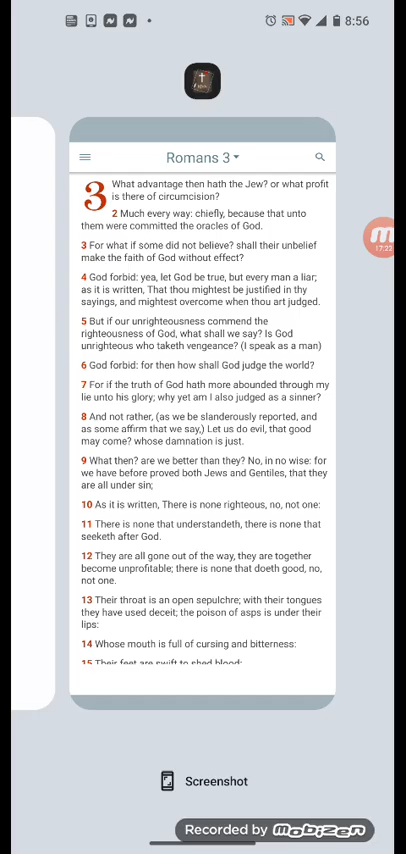 8:56
Romans 3
17:22
3 What advantage then hath the Jew? or what profit
is there of circumcision?
2 Much every way: chiefly, because that unto
them were committed the oracles of God.
3 For what if some did not believe? shall their unbelief
make the faith of God without effect?
4 God forbid: yea, let God be true, but every man a liar;
as it is written, That thou mightest be justified in thy
sayings, and mightest overcome when thou art judged.
5 But if our unrighteousness commend the
righteousness of God, what shall we say? Is God
unrighteous who taketh vengeance? (I speak as a man)
6 God forbid: for then how shall God judge the world?
7 For if the truth of God hath more abounded through my
lie unto his glory; why yet am I also judged as a sinner?
8 And not rather, (as we be slanderously reported, and
as some affirm that we say,) Let us do evil, that good
may come? whose damnation is just.
9 What then? are we better than they? No, in no wise: for
we have before proved both Jews and Gentiles, that they
are all under sin;
10 As it is written, There is none righteous, no, not one:
11 There is none that understandeth, there is none that
seeketh after God.
12 They are all gone out of the way, they are together
become unprofitable; there is none that doeth good, no,
not one.
13 Their throat is an open sepulchre; with their tongues
they have used deceit; the poison of asps is under their
lips:
14 Whose mouth is full of cursing and bitterness:
15 Their feet are swift to shed blood:
Screenshot
Recorded by mobizen